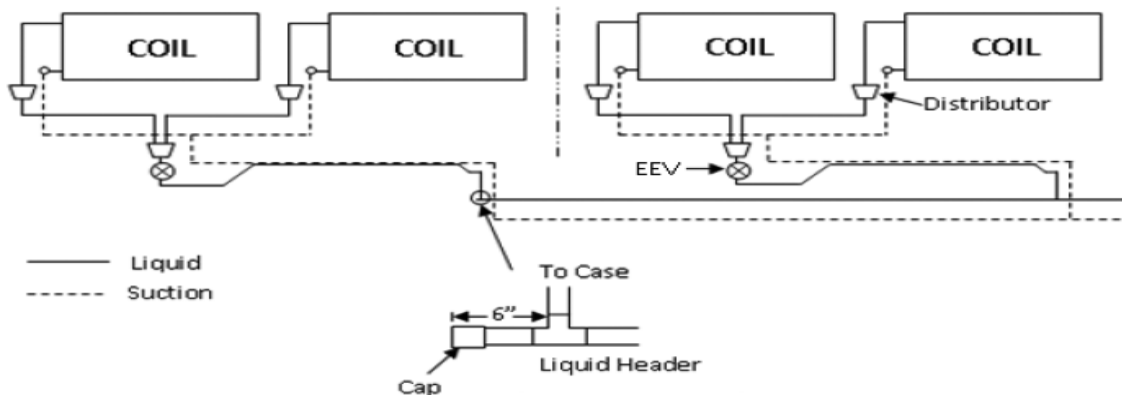 COIL
COIL
COIL
COIL
Distributor
EEV
Liquid
Suction
To Case
6”
Liquid Header
Cap